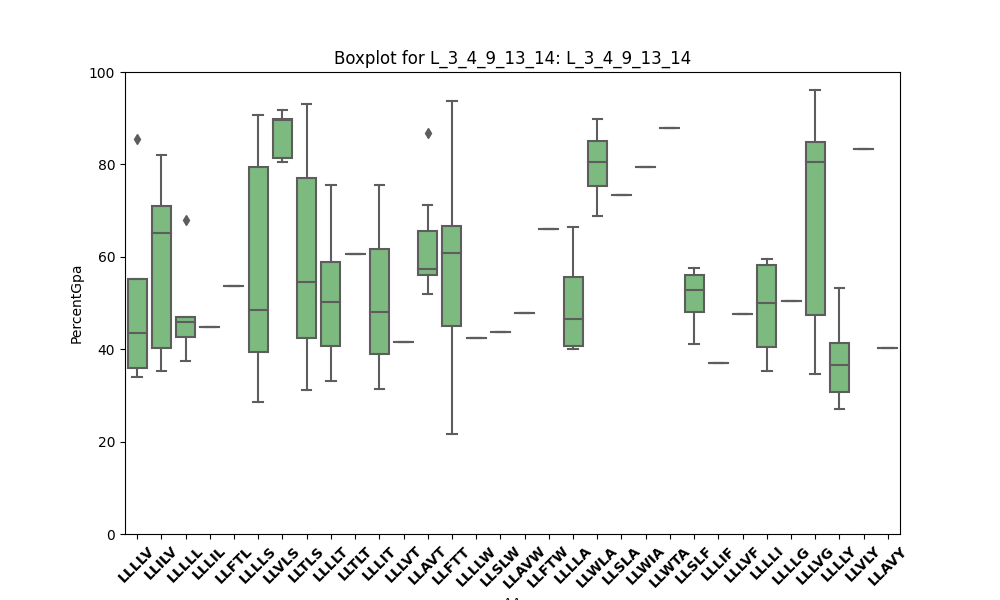 Boxplot for L_3_4_9_13_14: L_3_4_9_13_14
PercentGpa
100
80
60
40
20
0
LLLLV LLILV LLLLL LLLIL LLFTL LLLLS LLVLS LLTLS LLLLT LLTLT LLLIT LLLVT LLAVT LLFTT LLLLW LLSLW LLAVW LLFTW LLLLA LLWLA LLSLA LLWIA LLWTA LLSLF LLLIF LLLVF LLLLI LLLLG LLLVG LLLLY LLVLY LLAVY